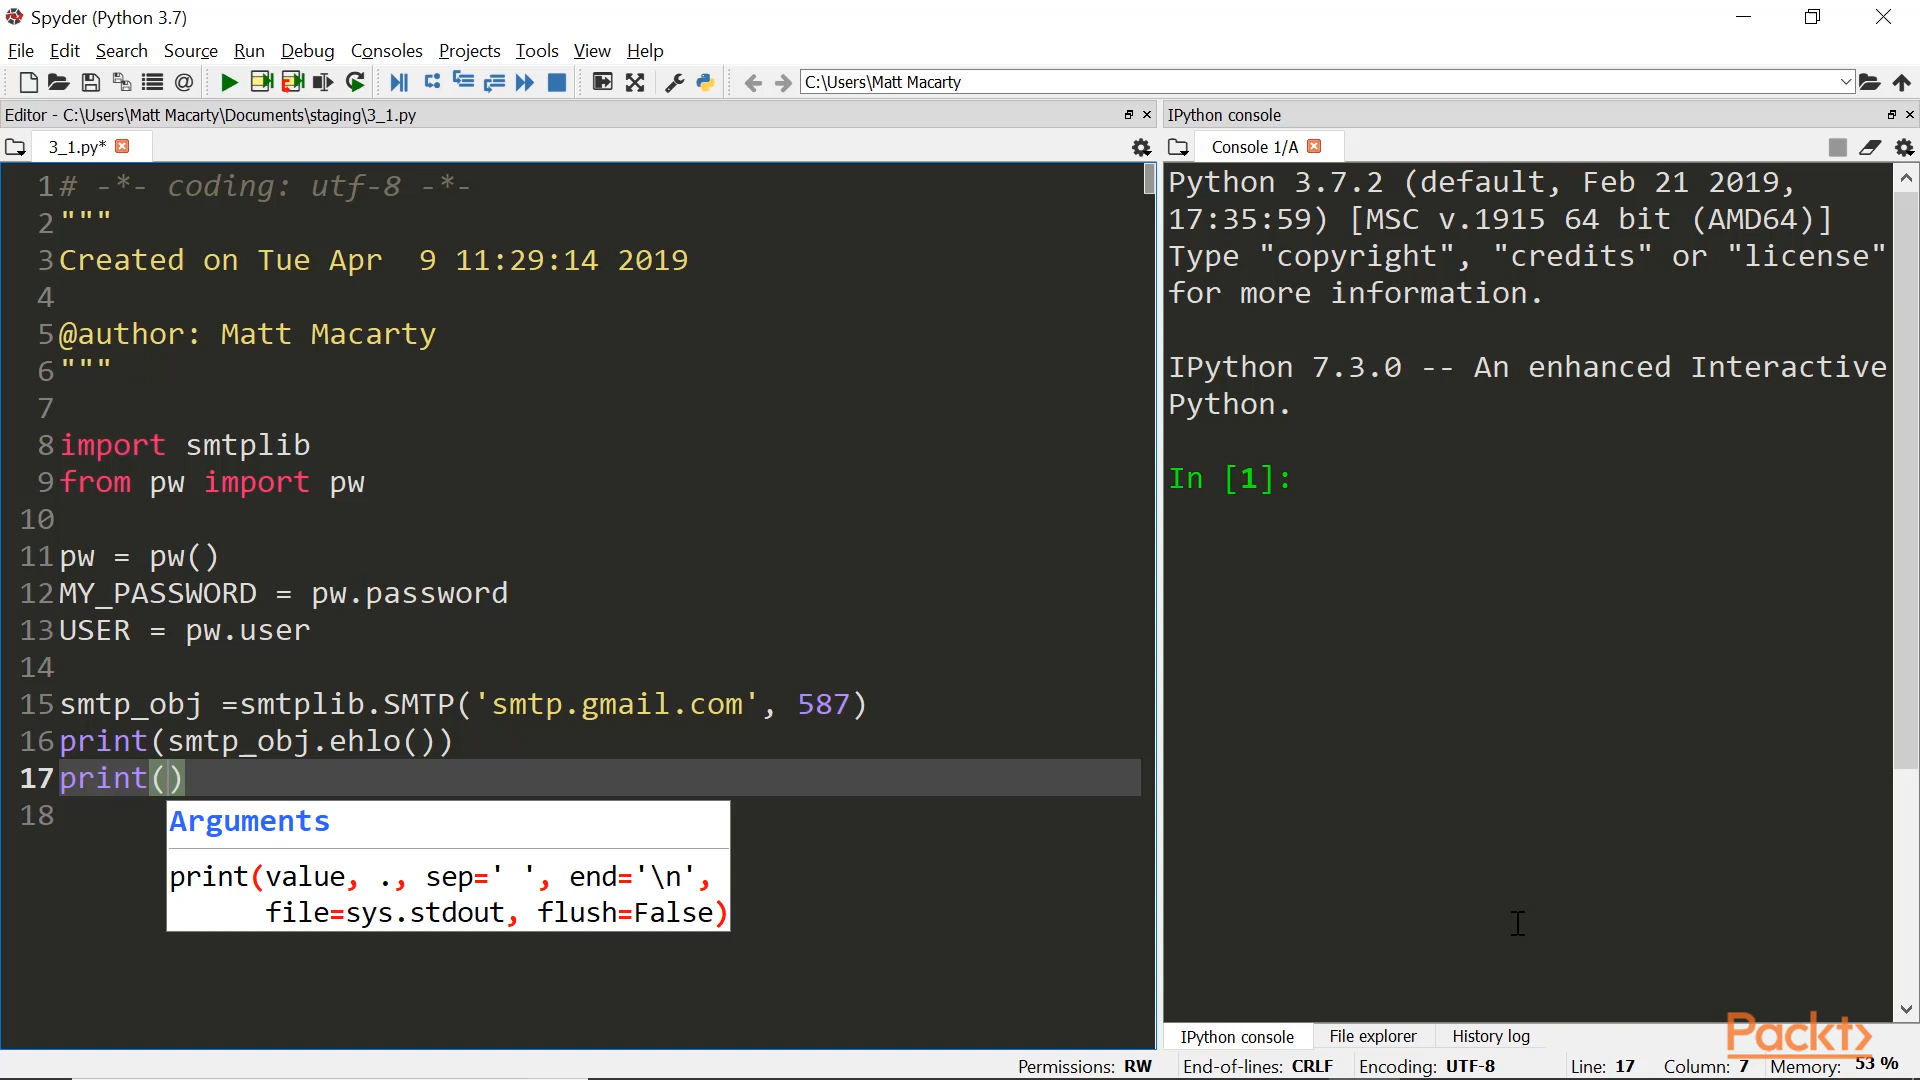 Spyder (Python 3.7)
File Edit Search Source Run Debug Consoles Projects Tools View Help
C:\Users\Matt Macarty
Editor - C:\Users\Matt Macarty\Documents\staging\3_1.py
IPython console
3_1.py*
Console 1/A
1 # -*- coding: utf-8 -*-
2 """
3 Created on Tue Apr  9 11:29:14 2019
4
5 @author: Matt Macarty
6 """
7
8 import smtplib
9 from pw import pw
10
11 pw = pw()
12 MY_PASSWORD = pw.password
13 USER = pw.user
14
15 smtp_obj =smtplib.SMTP('smtp.gmail.com', 587)
16 print(smtp_obj.ehlo())
17 print()
18
Arguments
print(value, ., sep=' ', end='\n',
file=sys.stdout, flush=False)
Python 3.7.2 (default, Feb 21 2019,
17:35:59) [MSC v.1915 64 bit (AMD64)]
Type "copyright", "credits" or "license"
for more information.
IPython 7.3.0 -- An enhanced Interactive
Python.
In [1]:
IPython console File explorer History log
Packt>
Permissions: RW End-of-lines: CRLF Encoding: UTF-8 Line: 17 Column: 7 Memory: 53 %